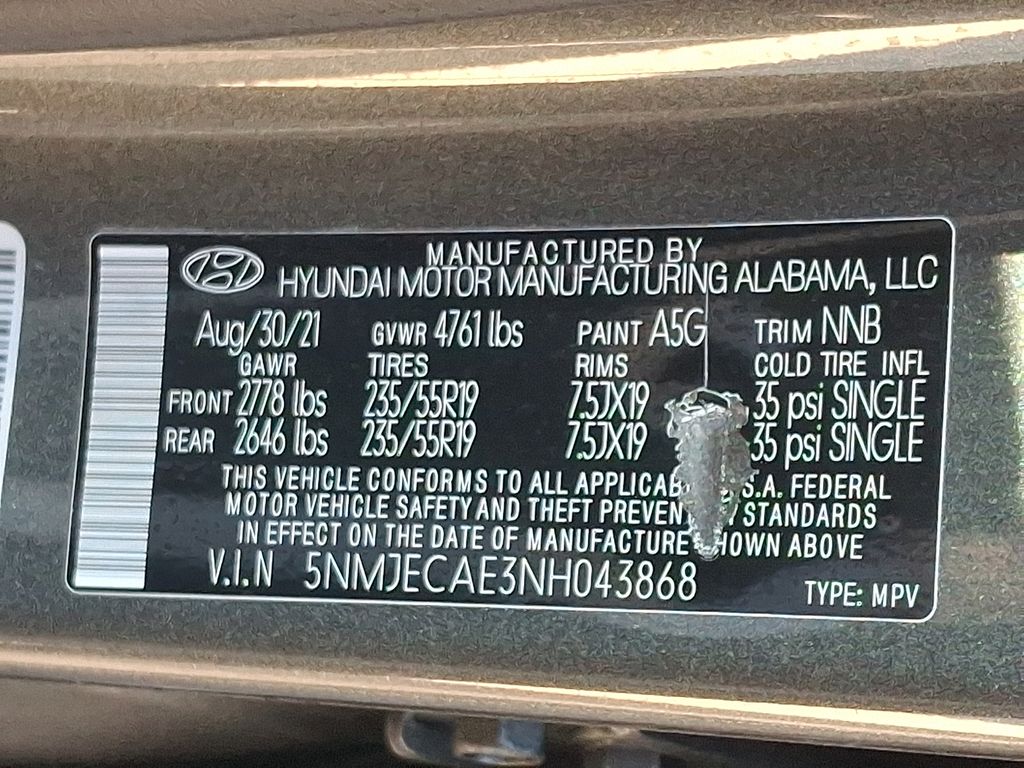 MANUFACTURED BY
HYUNDAI MOTOR MANUFACTURING ALABAMA, LLC
Aug/30/21 GVWR 4761 lbs PAINT A5G TRIM NNB
GAWR TIRES RIMS COLD TIRE INFL
FRONT 2778 lbs 235/55R19 7.5JX19 35 psi SINGLE
REAR 2646 lbs 235/55R19 7.5JX19 35 psi SINGLE
THIS VEHICLE CONFORMS TO ALL S.A. FEDERAL
MOTOR VEHICLE SAFETY AND THEFT STANDARDS
IN EFFECT ON THE DATE OF MANUFACTURE HOWN ABOVE
V.I.N 5NMJECAE3NH043868 TYPE: MPV